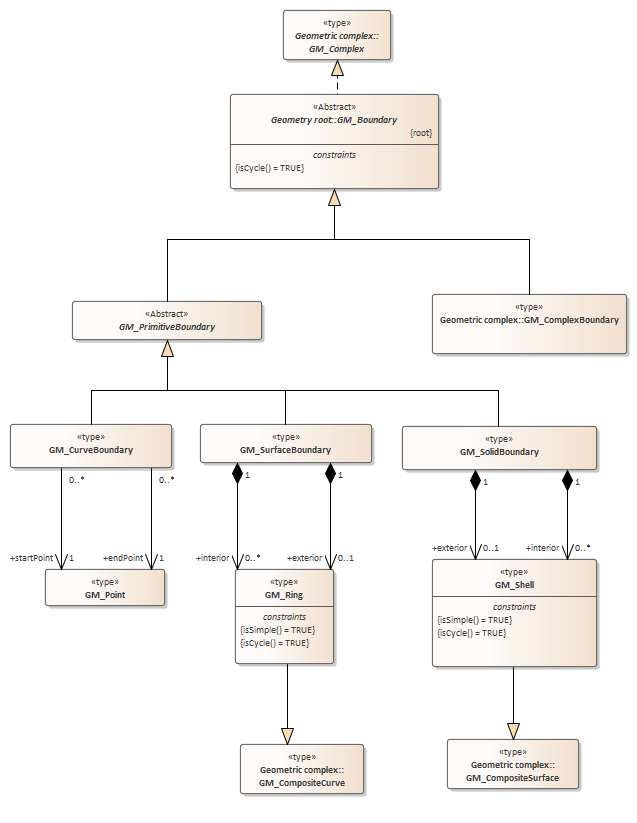 «type»
Geometric complex::
GM_Complex
«Abstract»
Geometry root::GM_Boundary
{root}
constraints
{isCycle() = TRUE}
«Abstract»
GM_PrimitiveBoundary
«type»
Geometric complex::GM_ComplexBoundary
«type»
GM_CurveBoundary
«type»
GM_SurfaceBoundary
«type»
GM_SolidBoundary
0..*
0..*
1
1
1
1
+startPoint
1
+endPoint
1
+interior
0..*
+exterior
0..1
+exterior
0..1
+interior
0..*
«type»
GM_Point
«type»
GM_Ring
constraints
{isSimple() = TRUE}
{isCycle() = TRUE}
«type»
GM_Shell
constraints
{isSimple() = TRUE}
{isCycle() = TRUE}
«type»
Geometric complex::
GM_CompositeCurve
«type»
Geometric complex::
GM_CompositeSurface